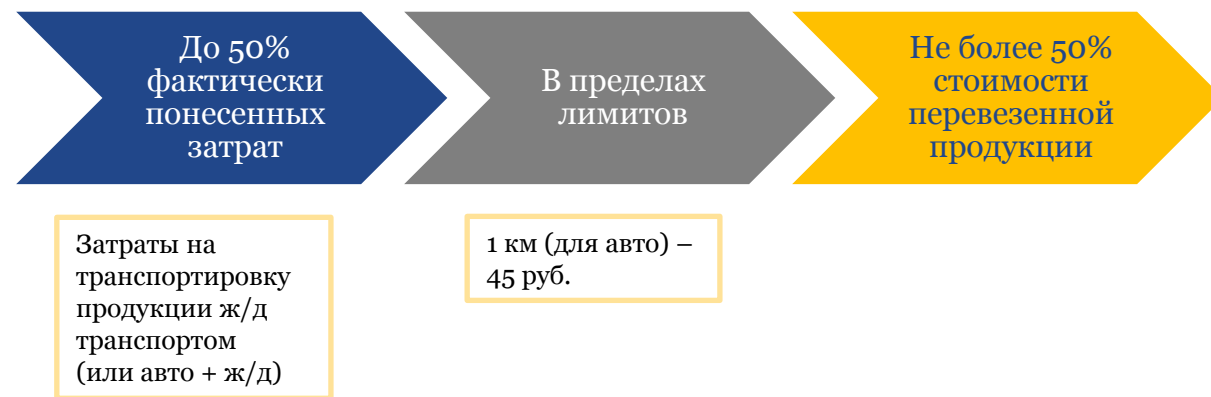 До 50%
фактически
понесенных
затрат
В пределах
лимитов
Не более 50%
стоимости
перевезенной
продукции
Затраты на
транспортировку
продукции ж/д
транспортом
(или авто + ж/д)
1 км (для авто) –
45 руб.